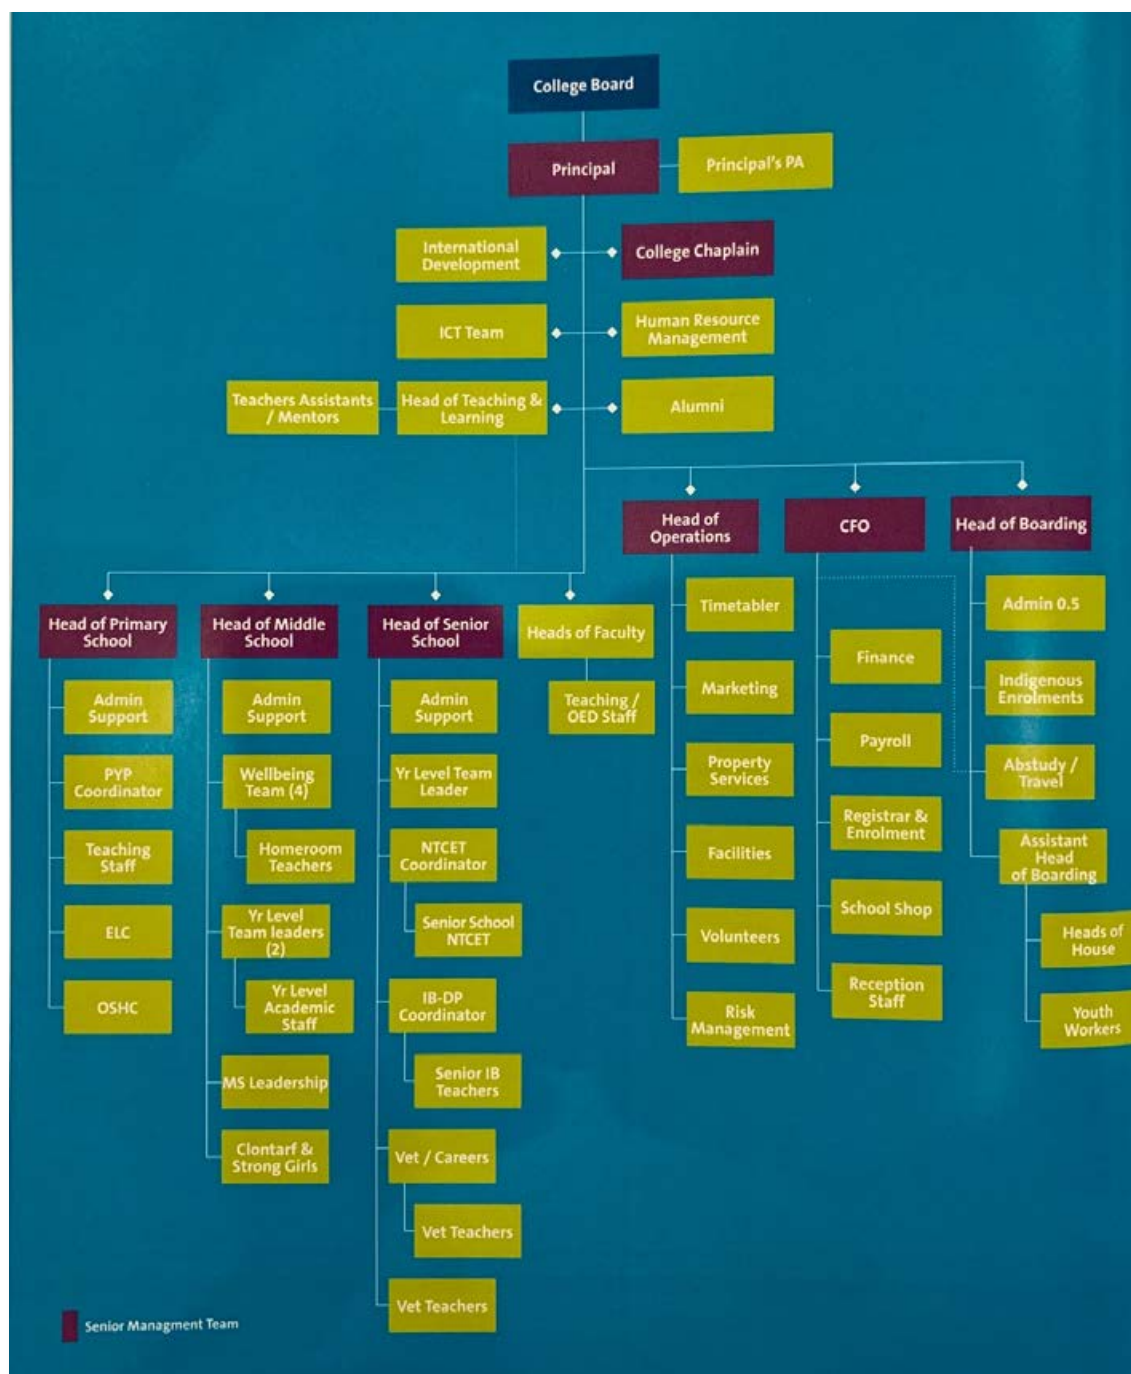 College Board
Principal
Principal's PA
International
Development
College Chaplain
ICT Team
Human Resource
Management
Teachers Assistants
/ Mentors
Head of Teaching &
Learning
Alumni
Head of
Operations
CFO
Head of Boarding
Timetabler
Marketing
Property
Services
Facilities
Volunteers
Risk
Management
Finance
Payroll
Registrar &
Enrolment
School Shop
Reception
Staff
Admin 0.5
Indigenous
Enrolments
Abstudy /
Travel
Assistant
Head
of Boarding
Heads of
House
Youth
Workers
Head of Primary
School
Admin
Support
PYP
Coordinator
Teaching
Staff
ELC
OSHC
Head of Middle
School
Admin
Support
Wellbeing
Team (4)
Homeroom
Teachers
Yr Level
Team leaders
(2)
Yr Level
Academic
Staff
MS Leadership
Clontarf &
Strong Girls
Head of Senior
School
Admin
Support
Yr Level Team
Leader
NTCET
Coordinator
Senior School
NTCET
IB-DP
Coordinator
Senior IB
Teachers
Vet / Careers
Vet Teachers
Vet Teachers
Heads of Faculty
Teaching /
OED Staff
Senior Managment Team